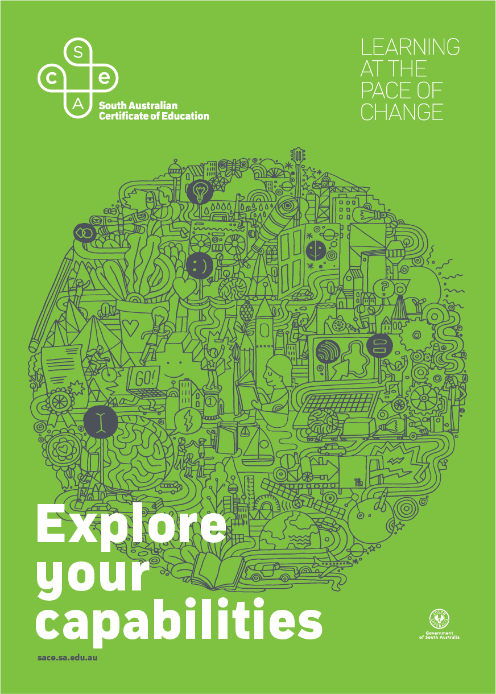 S
C e
A
South Australian
Certificate of Education
LEARNING
AT THE
PACE OF
CHANGE
GO!
?
Explore
your
capabilities
sace.sa.edu.au
Government
of South Australia